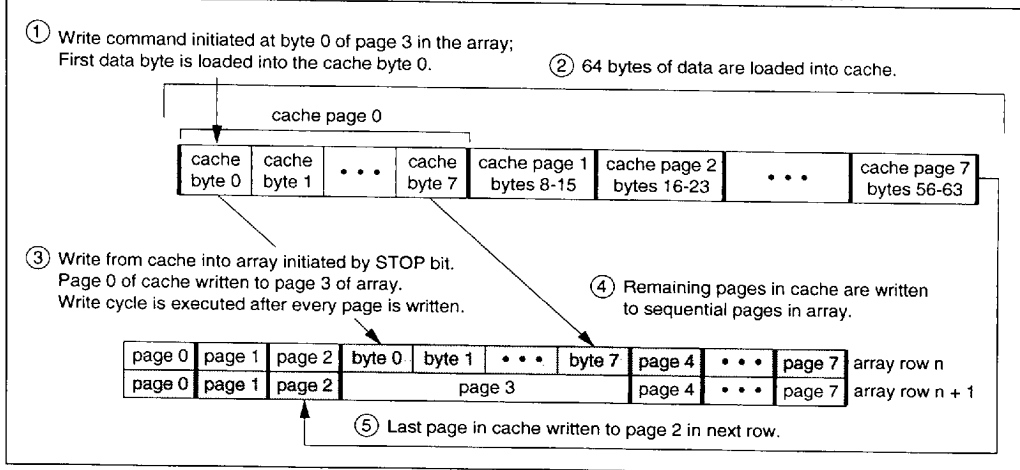 ① Write command initiated at byte 0 of page 3 in the array;
First data byte is loaded into the cache byte 0.
② 64 bytes of data are loaded into cache.
cache page 0
cache byte 0
cache byte 1
• • •
cache byte 7
cache page 1 bytes 8-15
cache page 2 bytes 16-23
• • •
cache page 7 bytes 56-63
③ Write from cache into array initiated by STOP bit.
Page 0 of cache written to page 3 of array.
Write cycle is executed after every page is written.
④ Remaining pages in cache are written
to sequential pages in array.
page 0 page 1 page 2 byte 0 byte 1 • • • byte 7 page 4 • • • page 7 array row n
page 0 page 1 page 2 page 3 page 4 • • • page 7 array row n + 1
⑤ Last page in cache written to page 2 in next row.